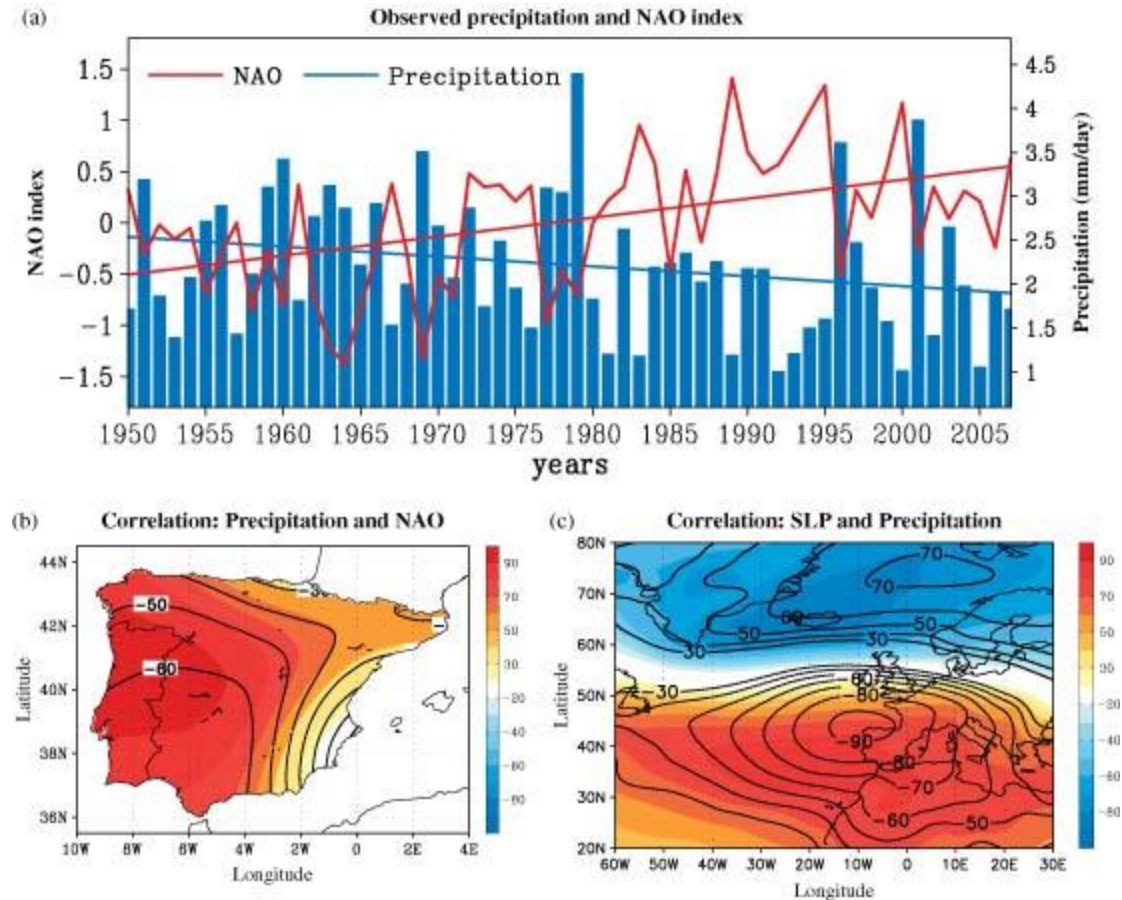 (a) Observed precipitation and NAO index
NAO Precipitation
1.5
1
0.5
0
−0.5
−1
−1.5
NAO index
4.5
4
3.5
3
2.5
2
1.5
1
Precipitation (mm/day)
1950 1955 1960 1965 1970 1975 1980 1985 1990 1995 2000 2005
years
(b) Correlation: Precipitation and NAO
44N
42N
40N
38N
36N
Latitude
−60
10W 8W 6W 4W 2W 0 2E 4E
Longitude
90
70
50
30
−20
−40
(c) Correlation: SLP and Precipitation
80N
70N
60N
50N
40N
30N
20N
Latitude
70
70
50
50
30
30
−30
80
−90
80
−70
−60
50
60W 50W 40W 30W 20W 10W 0 10E 20E 30E
Longitude
90
70
50
30
−20
−40